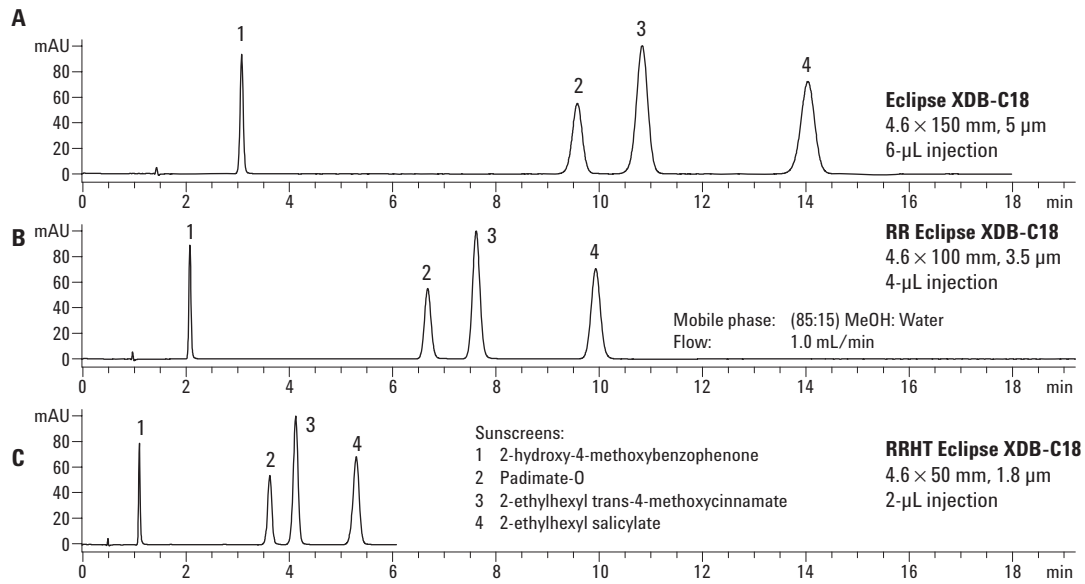 A
mAU
80
60
40
20
0
1
2
3
4
Eclipse XDB-C18
4.6 × 150 mm, 5 µm
6-µL injection
0 2 4 6 8 10 12 14 16 18 min
B
mAU
80
60
40
20
0
1
2
3
4
RR Eclipse XDB-C18
4.6 × 100 mm, 3.5 µm
4-µL injection
Mobile phase: (85:15) MeOH: Water
Flow: 1.0 mL/min
0 2 4 6 8 10 12 14 16 18 min
C
mAU
80
60
40
20
0
1
2
3
4
Sunscreens:
1 2-hydroxy-4-methoxybenzophenone
2 Padimate-O
3 2-ethylhexyl trans-4-methoxycinnamate
4 2-ethylhexyl salicylate
RRHT Eclipse XDB-C18
4.6 × 50 mm, 1.8 µm
2-µL injection
0 2 4 6 8 10 12 14 16 18 min